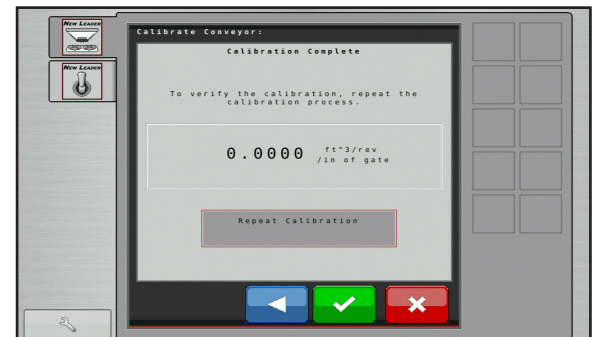 NEW LEADER
NEW LEADER
Calibrate Conveyor:
Calibration Complete
To verify the calibration, repeat the
calibration process.
0.0000 ft^3/rev
/in of gate
Repeat Calibration